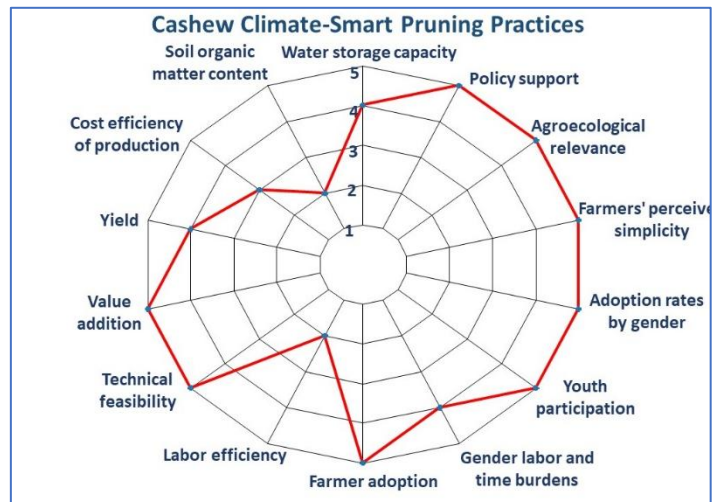 Cashew Climate-Smart Pruning Practices
Soil organic
matter content
Water storage capacity
Policy support
Agroecological
relevance
Farmers' perceive
simplicity
Adoption rates
by gender
Youth
participation
Gender labor and
time burdens
Farmer adoption
Labor efficiency
Technical
feasibility
Value
addition
Yield
Cost efficiency
of production
5
4
3
2
1